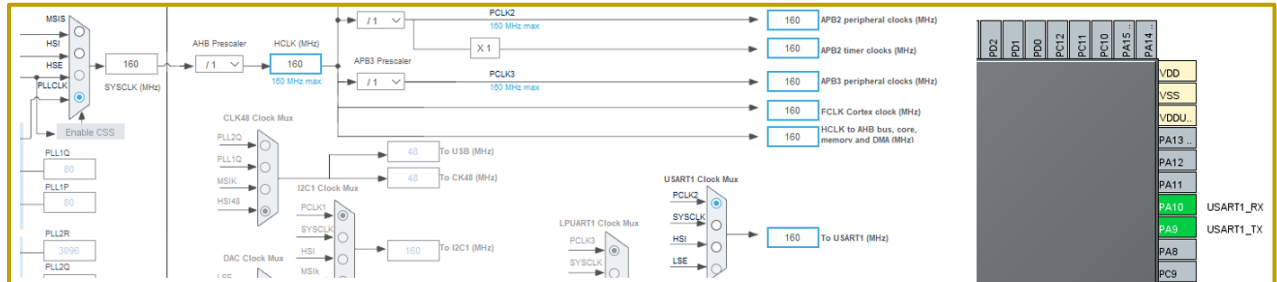 MSIS
HSI
HSE
PLLCLK
160
SYSCLK (MHz)
Enable CSS
AHB Prescaler
/ 1
HCLK (MHz)
160
160 MHz max
/ 1
PCLK2
160 MHz max
160
APB2 peripheral clocks (MHz)
X 1
160
APB2 timer clocks (MHz)
APB3 Prescaler
/ 1
PCLK3
160 MHz max
160
APB3 peripheral clocks (MHz)
160
FCLK Cortex clock (MHz)
160
HCLK to AHB bus, core,
memory and DMA (MHz)
PLL1Q
80
PLL1P
80
PLL2R
3096
PLL2Q
CLK48 Clock Mux
PLL2Q
PLL1Q
MSIK
HSI48
48
To USB (MHz)
48
To CK48 (MHz)
I2C1 Clock Mux
PCLK1
SYSCLK
HSI
MSIk
160
To I2C1 (MHz)
DAC Clock Mux
LSE
LPUART1 Clock Mux
PCLK3
SYSCLK
USART1 Clock Mux
PCLK2
SYSCLK
HSI
LSE
160
To USART1 (MHz)
PD2
PD1
PD0
PC12
PC11
PC10
PA15 ..
PA14 ..
VDD
VSS
VDDU..
PA13 ..
PA12
PA11
PA10 USART1_RX
PA9 USART1_TX
PA8
PC9